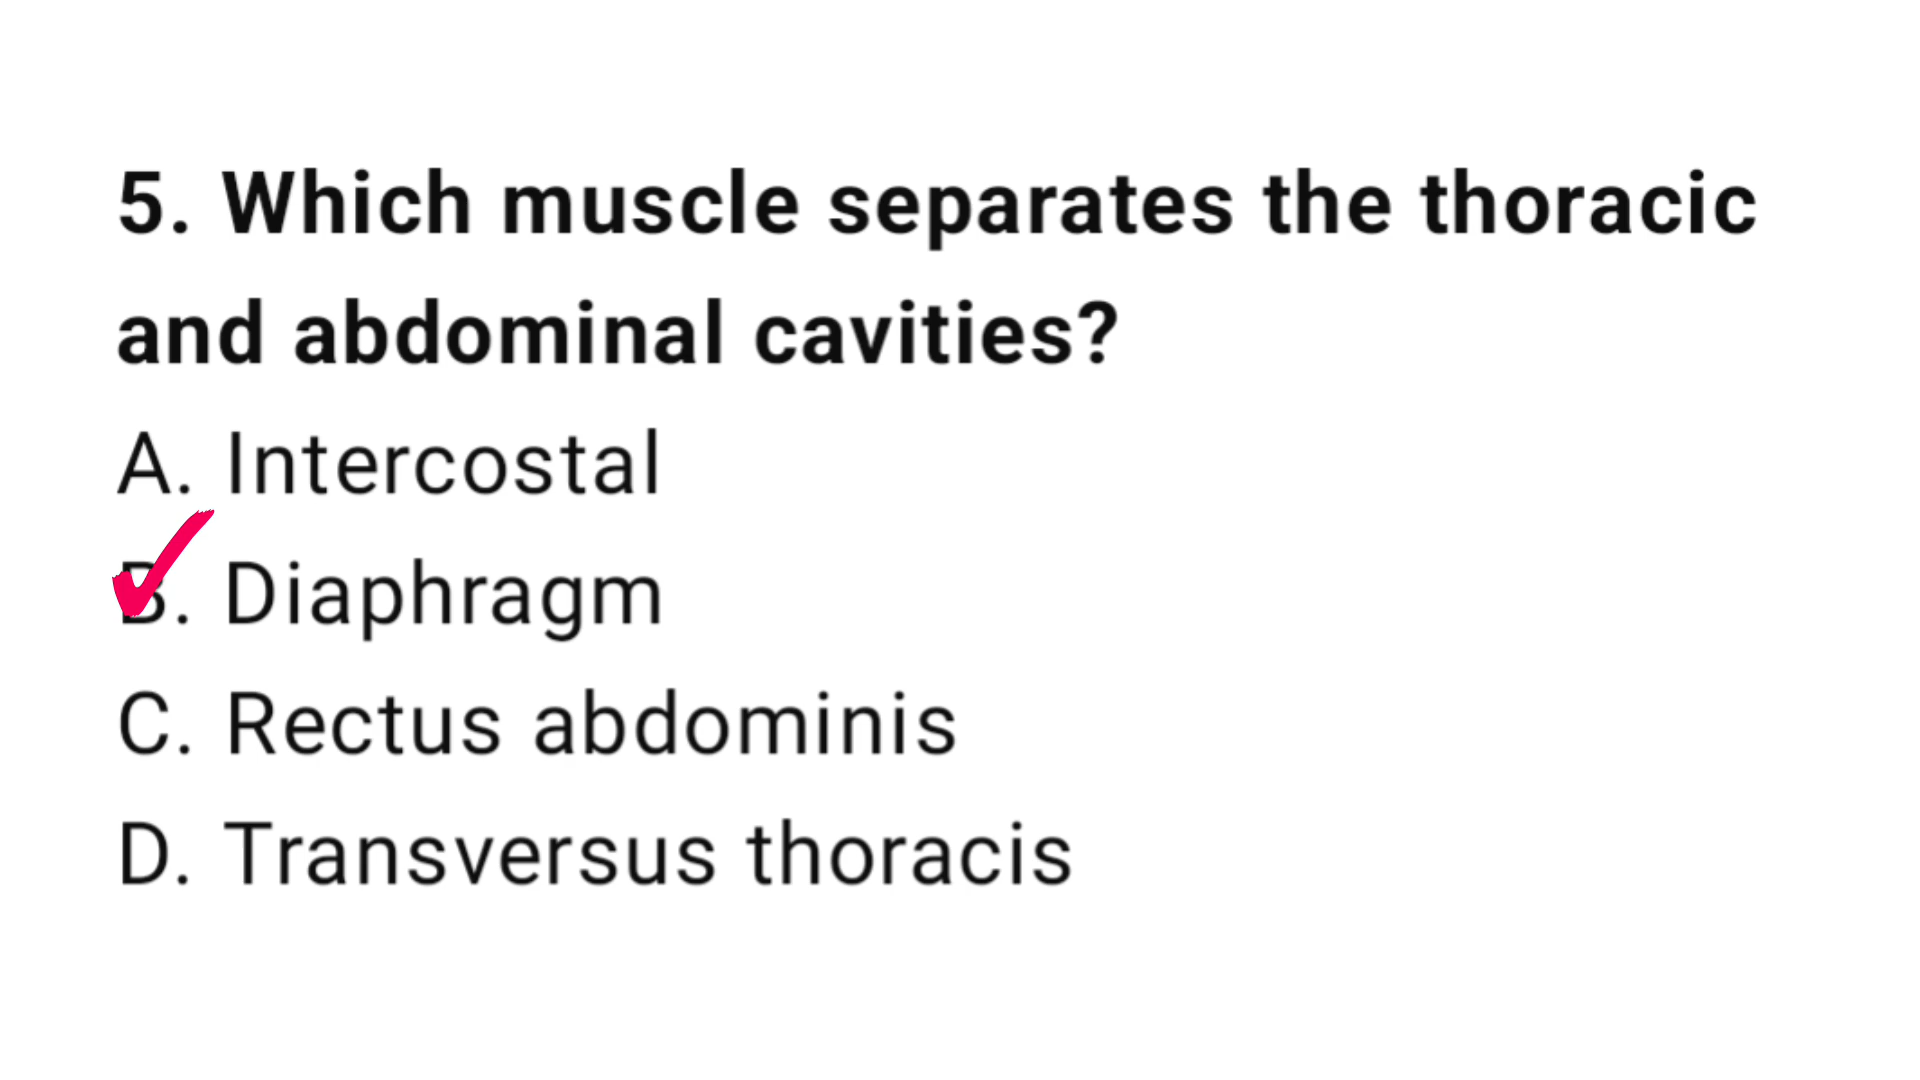 5. Which muscle separates the thoracic
and abdominal cavities?
A. Intercostal
B. Diaphragm
C. Rectus abdominis
D. Transversus thoracis